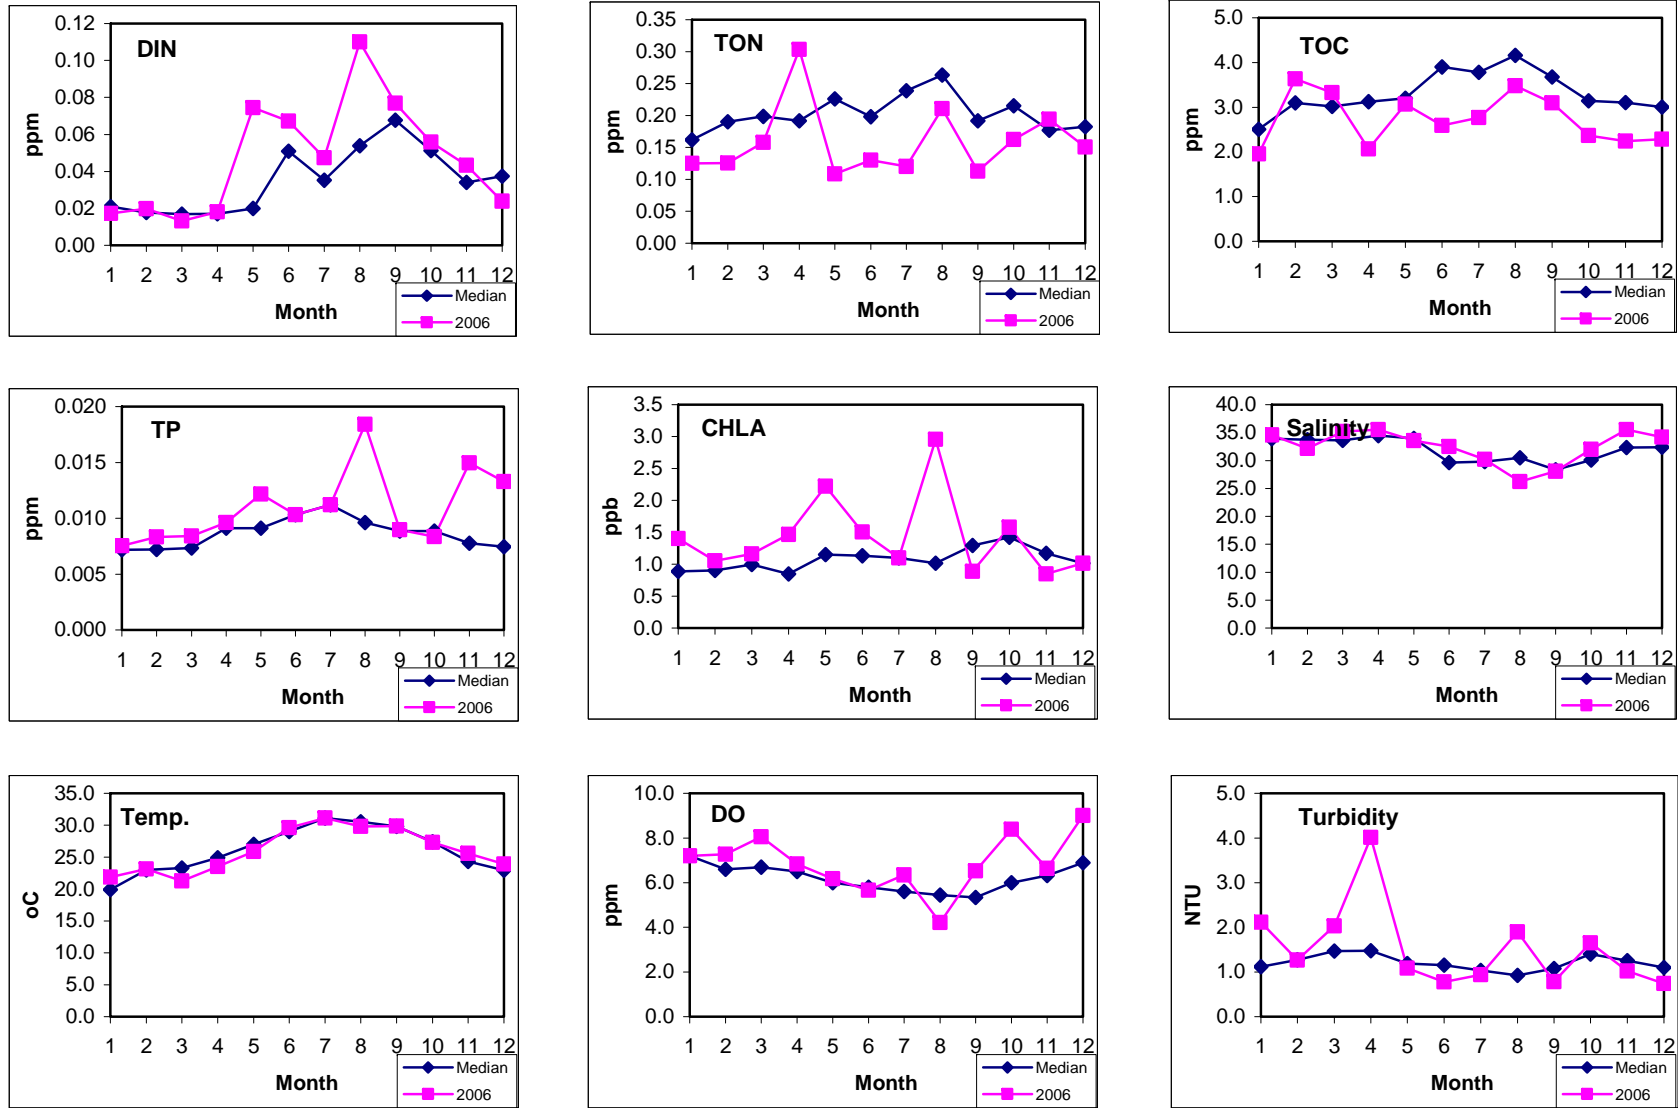 DIN
0.12
0.10
0.08
0.06
0.04
0.02
0.00
ppm
1 2 3 4 5 6 7 8 9 10 11 12
Month
Median
2006
TON
0.35
0.30
0.25
0.20
0.15
0.10
0.05
0.00
ppm
1 2 3 4 5 6 7 8 9 10 11 12
Month
Median
2006
TOC
5.0
4.0
3.0
2.0
1.0
0.0
ppm
1 2 3 4 5 6 7 8 9 10 11 12
Month
Median
2006
TP
0.020
0.015
0.010
0.005
0.000
ppm
1 2 3 4 5 6 7 8 9 10 11 12
Month
Median
2006
CHLA
3.5
3.0
2.5
2.0
1.5
1.0
0.5
0.0
ppb
1 2 3 4 5 6 7 8 9 10 11 12
Month
Median
2006
Salinity
40.0
35.0
30.0
25.0
20.0
15.0
10.0
5.0
0.0
1 2 3 4 5 6 7 8 9 10 11 12
Month
Median
2006
Temp.
35.0
30.0
25.0
20.0
15.0
10.0
5.0
0.0
oC
1 2 3 4 5 6 7 8 9 10 11 12
Month
Median
2006
DO
10.0
8.0
6.0
4.0
2.0
0.0
ppm
1 2 3 4 5 6 7 8 9 10 11 12
Month
Median
2006
Turbidity
5.0
4.0
3.0
2.0
1.0
0.0
NTU
1 2 3 4 5 6 7 8 9 10 11 12
Month
Median
2006